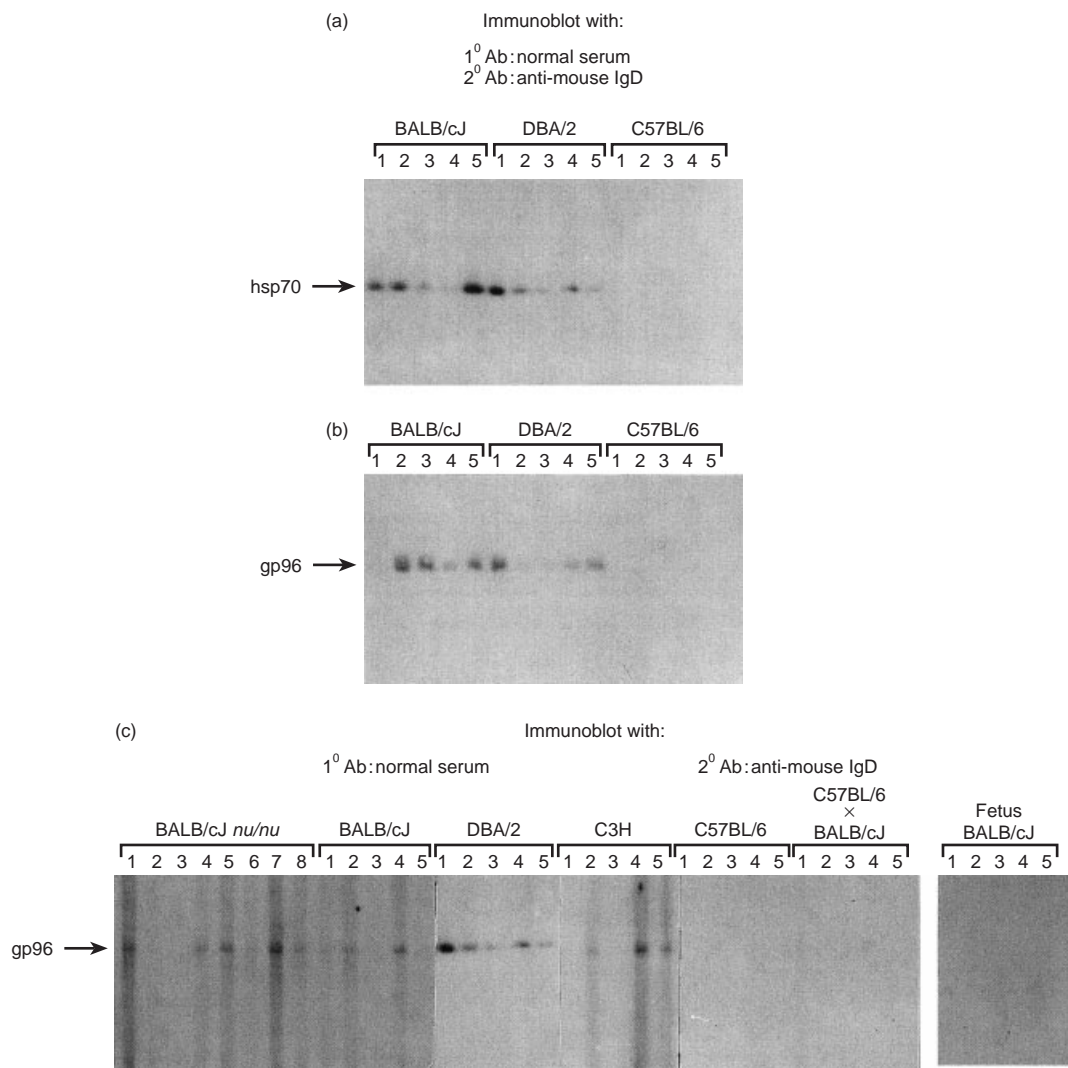 (a) Immunoblot with:
1⁰ Ab: normal serum
2⁰ Ab: anti-mouse IgD
BALB/cJ DBA/2 C57BL/6
1 2 3 4 5 1 2 3 4 5 1 2 3 4 5
hsp70
(b) BALB/cJ DBA/2 C57BL/6
1 2 3 4 5 1 2 3 4 5 1 2 3 4 5
gp96
(c) Immunoblot with:
1⁰ Ab: normal serum 2⁰ Ab: anti-mouse IgD
BALB/cJ nu/nu BALB/cJ DBA/2 C3H C57BL/6 C57BL/6 × BALB/cJ Fetus BALB/cJ
1 2 3 4 5 6 7 8 1 2 3 4 5 1 2 3 4 5 1 2 3 4 5 1 2 3 4 5 1 2 3 4 5 1 2 3 4 5
gp96